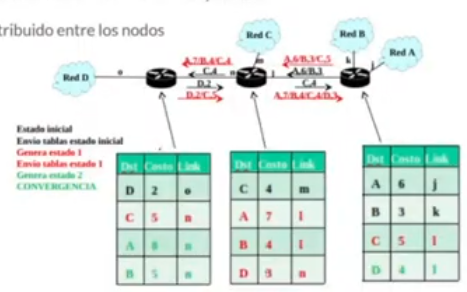 tribuido entre los nodos
Red C
Red B
Red A
Red D
o
A,7/B,4/C,4
C,4
D,2
D,2/C,5
n
m
A,6/B,3/C,5
A,6/B,3
C,4
A,7/B,4/C,4/D,3
k
j
Estado inicial
Envío tablas estado inicial
Genera estado 1
Envío tablas estado 1
Genera estado 2
CONVERGENCIA
Dst Costo Link
D 2 o
C 5 n
A 8 n
B 5 n
Dst Costo Link
C 4 m
A 7 l
B 4 l
D 3 n
Dst Costo Link
A 6 j
B 3 k
C 5 l
D 4 l